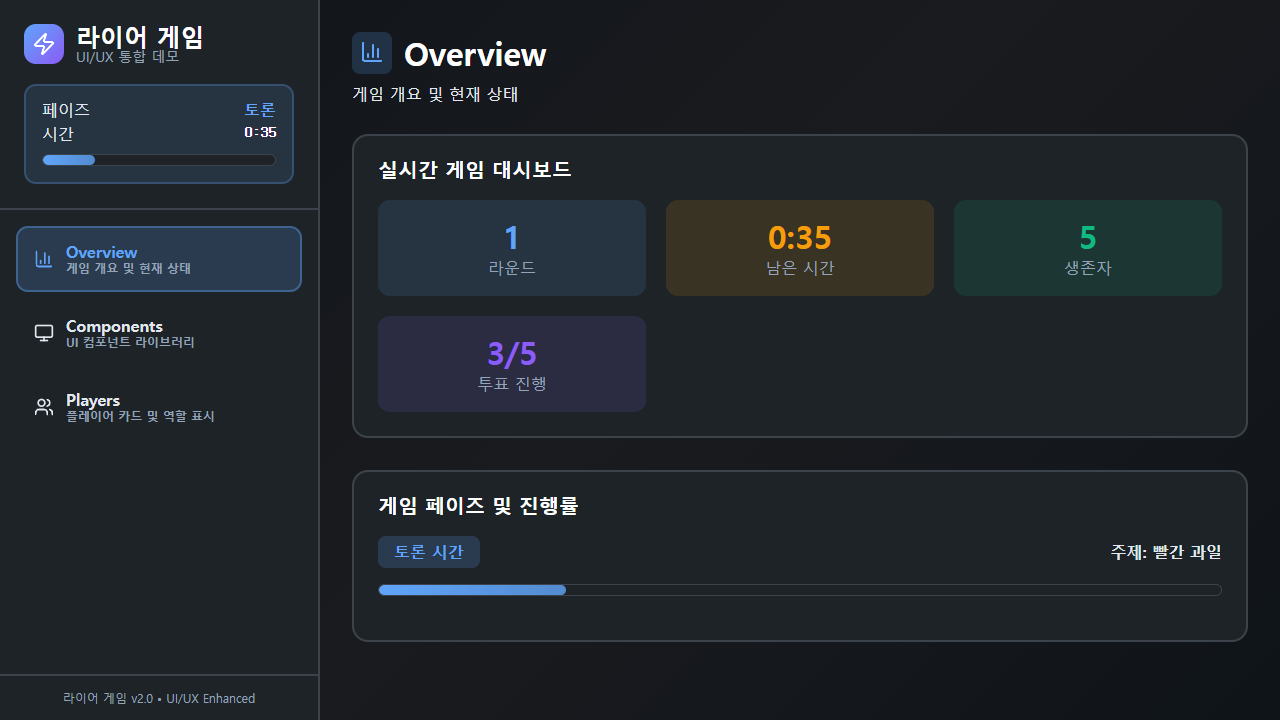 라이어 게임
UI/UX 통합 데모
페이즈 토론
시간 0:35
Overview
게임 개요 및 현재 상태
Components
UI 컴포넌트 라이브러리
Players
플레이어 카드 및 역할 표시
라이어 게임 v2.0 • UI/UX Enhanced
Overview
게임 개요 및 현재 상태
실시간 게임 대시보드
1
라운드
0:35
남은 시간
5
생존자
3/5
투표 진행
게임 페이즈 및 진행률
토론 시간
주제: 빨간 과일